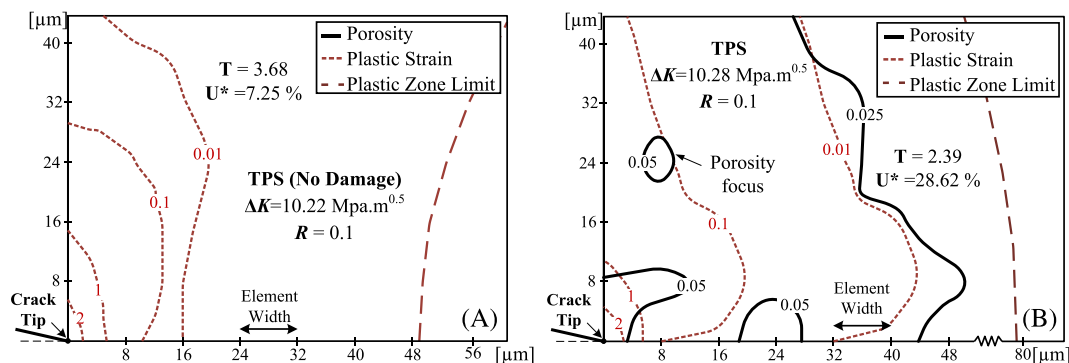 [µm]
40
32
24
16
8
Porosity
Plastic Strain
Plastic Zone Limit
T = 3.68
U* =7.25 %
0.01
0.1
1
2
TPS (No Damage)
ΔK=10.22 Mpa.m^0.5
R = 0.1
Element
Width
Crack
Tip
(A)
8
16
24
32
40
48
56
[µm]
[µm]
40
32
24
16
8
TPS
ΔK=10.28 Mpa.m^0.5
R = 0.1
Porosity
Plastic Strain
Plastic Zone Limit
0.025
0.01
0.05
Porosity
focus
T = 2.39
U* =28.62 %
0.1
0.05
1
2
0.05
Element
Width
Crack
Tip
(B)
8
16
24
32
40
48
80
[µm]